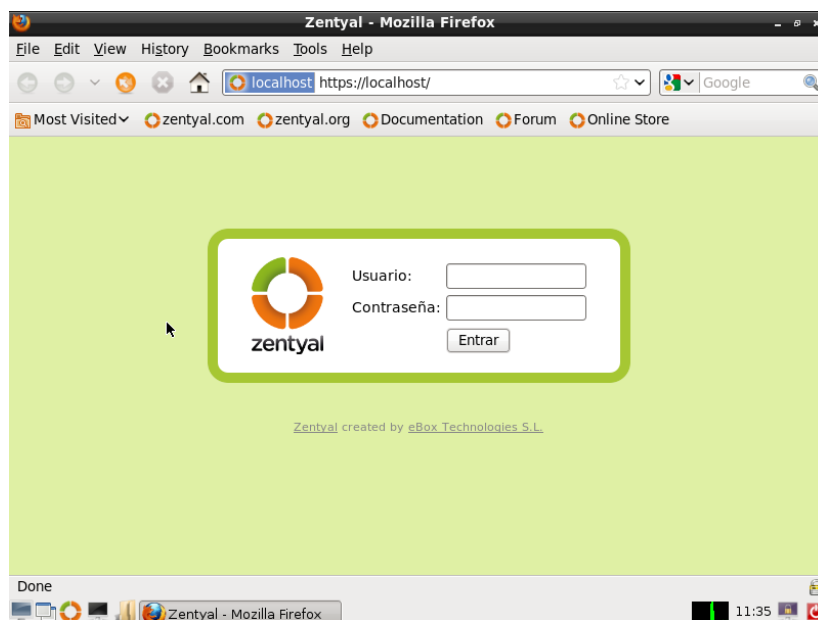 Zentyal - Mozilla Firefox
File Edit View History Bookmarks Tools Help
localhost https://localhost/ Google
Most Visited zentyal.com zentyal.org Documentation Forum Online Store
Usuario:
Contraseña:
zentyal
Entrar
Zentyal created by eBox Technologies S.L.
Done
Zentyal - Mozilla Firefox 11:35